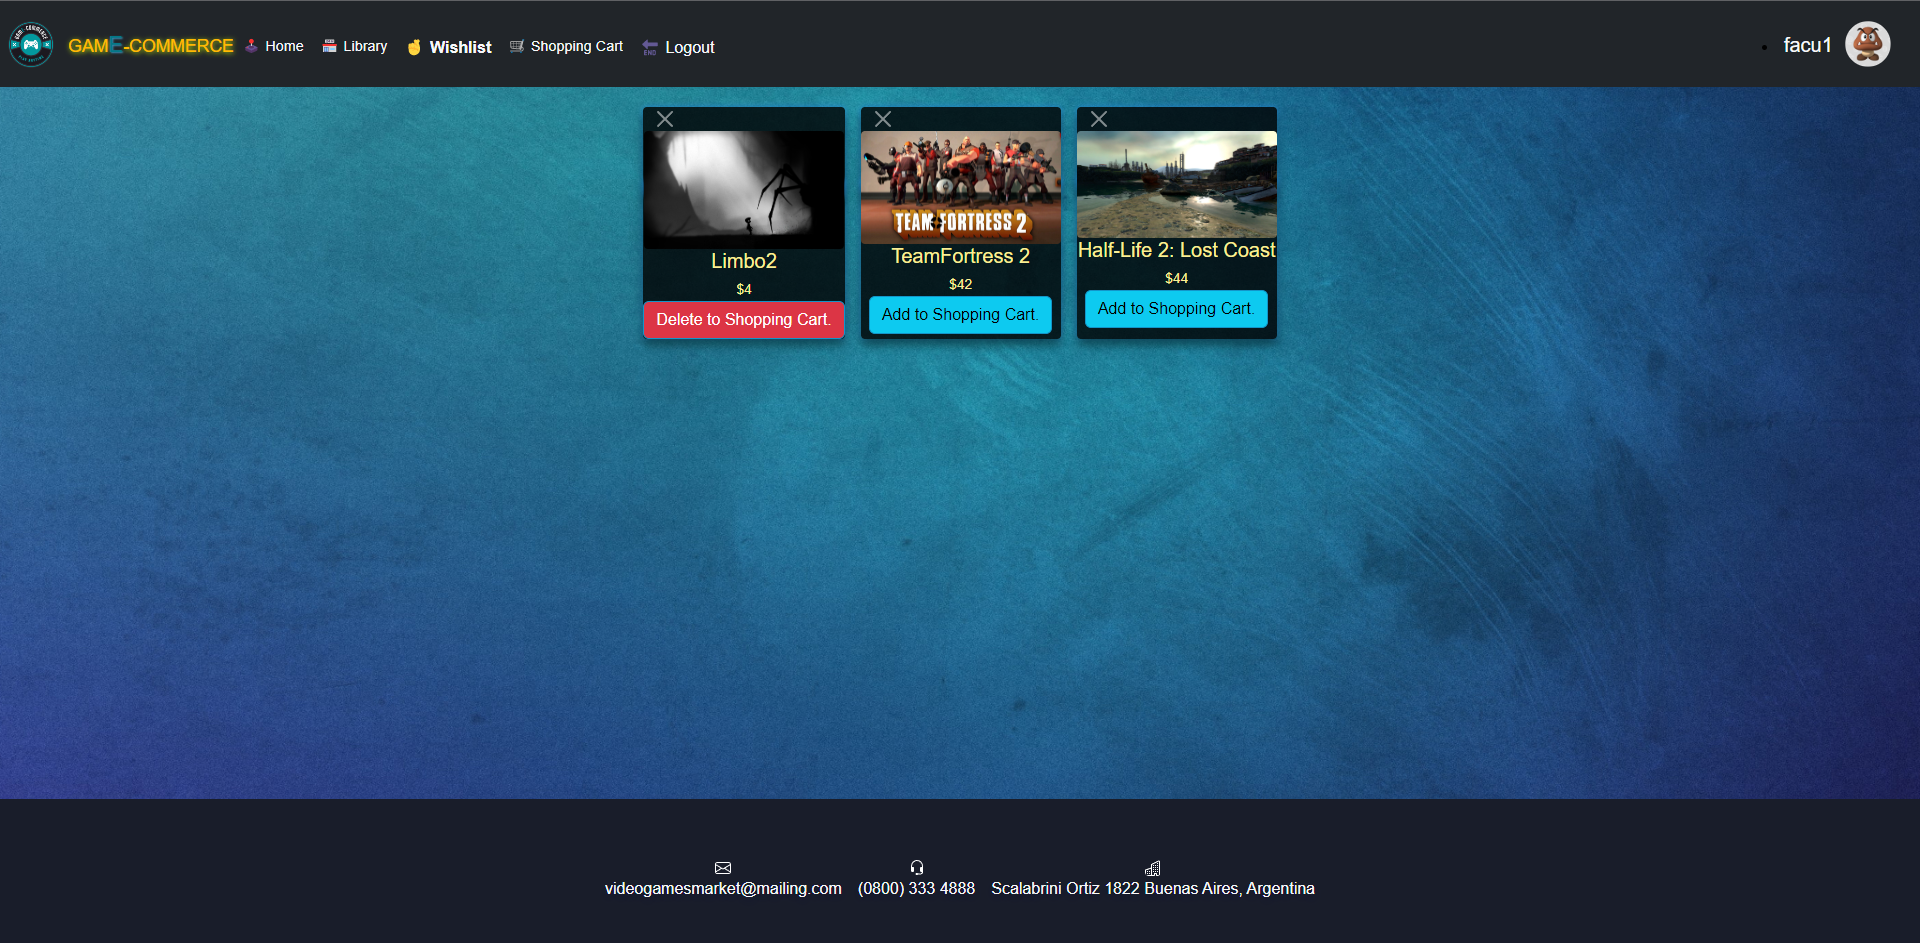 GAME-COMMERCE Home Library Wishlist Shopping Cart END Logout facu1
Limbo2
$4
Delete to Shopping Cart.
TEAM FORTRESS 2
TeamFortress 2
$42
Add to Shopping Cart.
Half-Life 2: Lost Coast
$44
Add to Shopping Cart.
videogamesmarket@mailing.com (0800) 333 4888 Scalabrini Ortiz 1822 Buenas Aires, Argentina